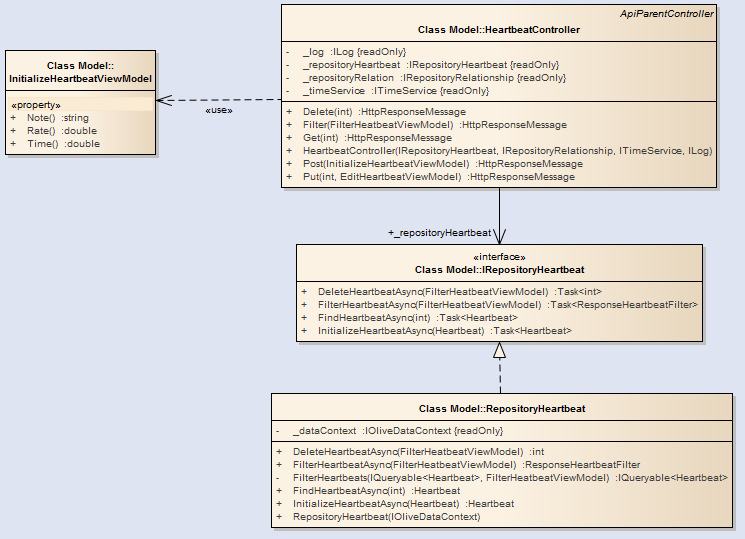 ApiParentController
Class Model::HeartbeatController
- _log :ILog {readOnly}
- _repositoryHeartbeat :IRepositoryHeartbeat {readOnly}
- _repositoryRelation :IRepositoryRelationship {readOnly}
- _timeService :ITimeService {readOnly}
+ Delete(int) :HttpResponseMessage
+ Filter(FilterHeatbeatViewModel) :HttpResponseMessage
+ Get(int) :HttpResponseMessage
+ HeartbeatController(IRepositoryHeartbeat, IRepositoryRelationship, ITimeService, ILog)
+ Post(InitializeHeartbeatViewModel) :HttpResponseMessage
+ Put(int, EditHeartbeatViewModel) :HttpResponseMessage
Class Model::
InitializeHeartbeatViewModel
«property»
+ Note() :string
+ Rate() :double
+ Time() :double
«use»
+_repositoryHeartbeat
«interface»
Class Model::IRepositoryHeartbeat
+ DeleteHeartbeatAsync(FilterHeatbeatViewModel) :Task<int>
+ FilterHeartbeatAsync(FilterHeatbeatViewModel) :Task<ResponseHeartbeatFilter>
+ FindHeartbeatAsync(int) :Task<Heartbeat>
+ InitializeHeartbeatAsync(Heartbeat) :Task<Heartbeat>
Class Model::RepositoryHeartbeat
- _dataContext :IOliveDataContext {readOnly}
+ DeleteHeartbeatAsync(FilterHeatbeatViewModel) :int
+ FilterHeartbeatAsync(FilterHeatbeatViewModel) :ResponseHeartbeatFilter
- FilterHeartbeats(IQueryable<Heartbeat>, FilterHeatbeatViewModel) :IQueryable<Heartbeat>
+ FindHeartbeatAsync(int) :Heartbeat
+ InitializeHeartbeatAsync(Heartbeat) :Heartbeat
+ RepositoryHeartbeat(IOliveDataContext)